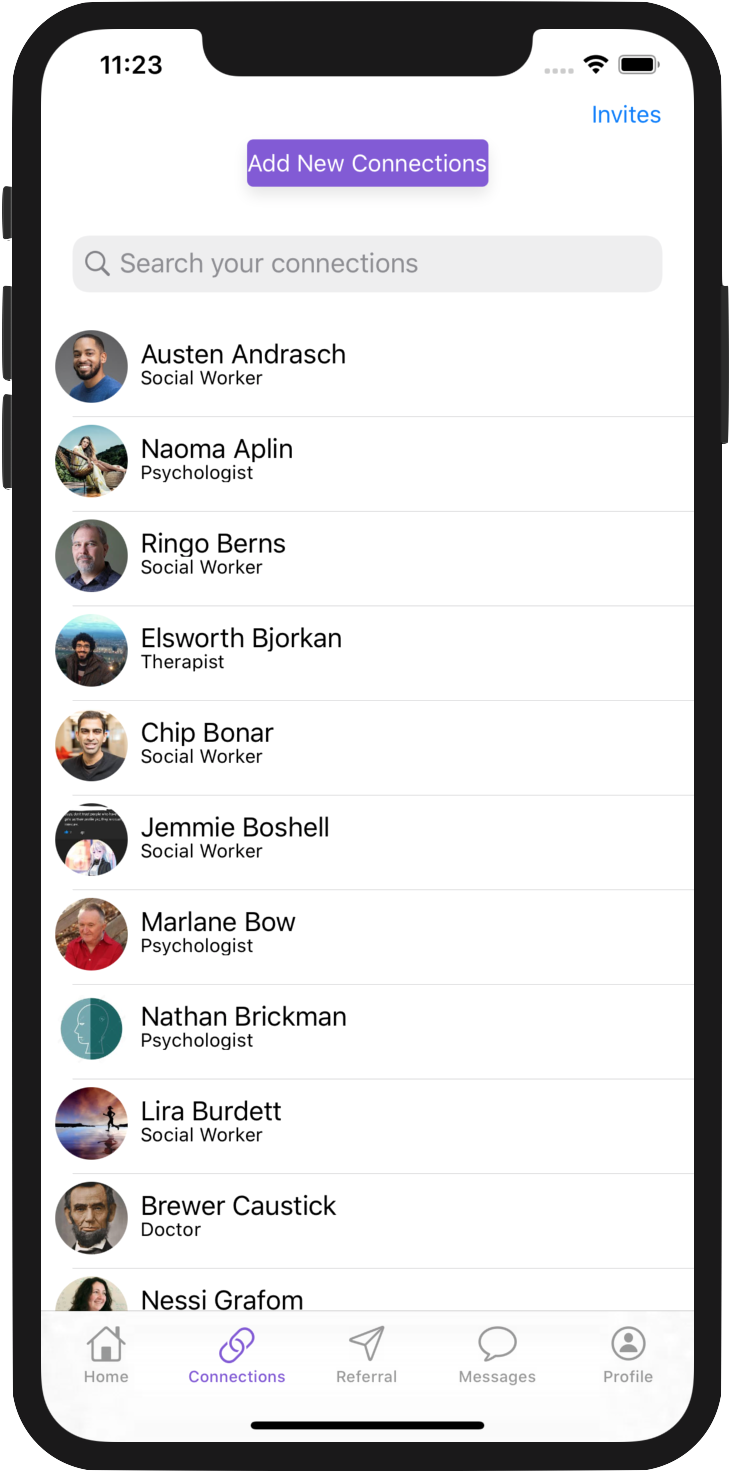 11:23
Invites
Add New Connections
Search your connections
Austen Andrasch
Social Worker
Naoma Aplin
Psychologist
Ringo Berns
Social Worker
Elsworth Bjorkan
Therapist
Chip Bonar
Social Worker
Jemmie Boshell
Social Worker
Marlane Bow
Psychologist
Nathan Brickman
Psychologist
Lira Burdett
Social Worker
Brewer Caustick
Doctor
Nessi Grafom
Home
Connections
Referral
Messages
Profile